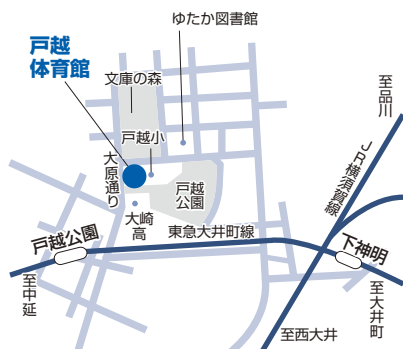 ゆたか図書館
戸越
体育館
文庫の森
戸越小
大原通り
戸越
公園
大崎
高
至品川
JR横須賀線
戸越公園
東急大井町線
下神明
至中延
至西大井
至大井町